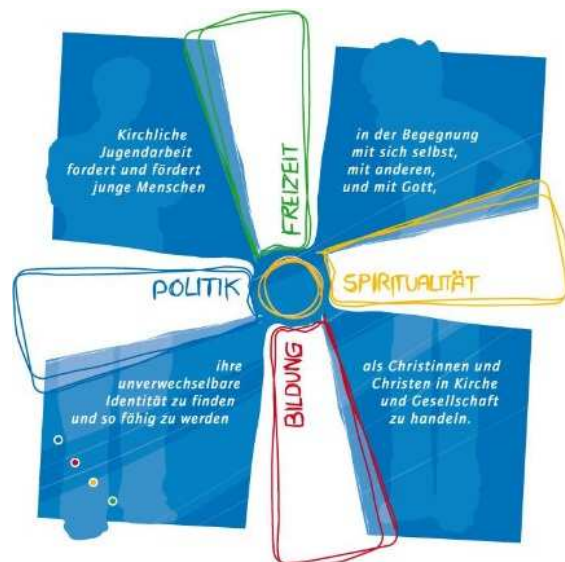 Kirchliche
Jugendarbeit
fordert und fördert
junge Menschen
in der Begegnung
mit sich selbst,
mit anderen,
und mit Gott,
FREIZEIT
POLITIK
SPIRITUALITÄT
BILDUNG
ihre
unverwechselbare
Identität zu finden
und so fähig zu werden
als Christinnen und
Christen in Kirche
und Gesellschaft
zu handeln.